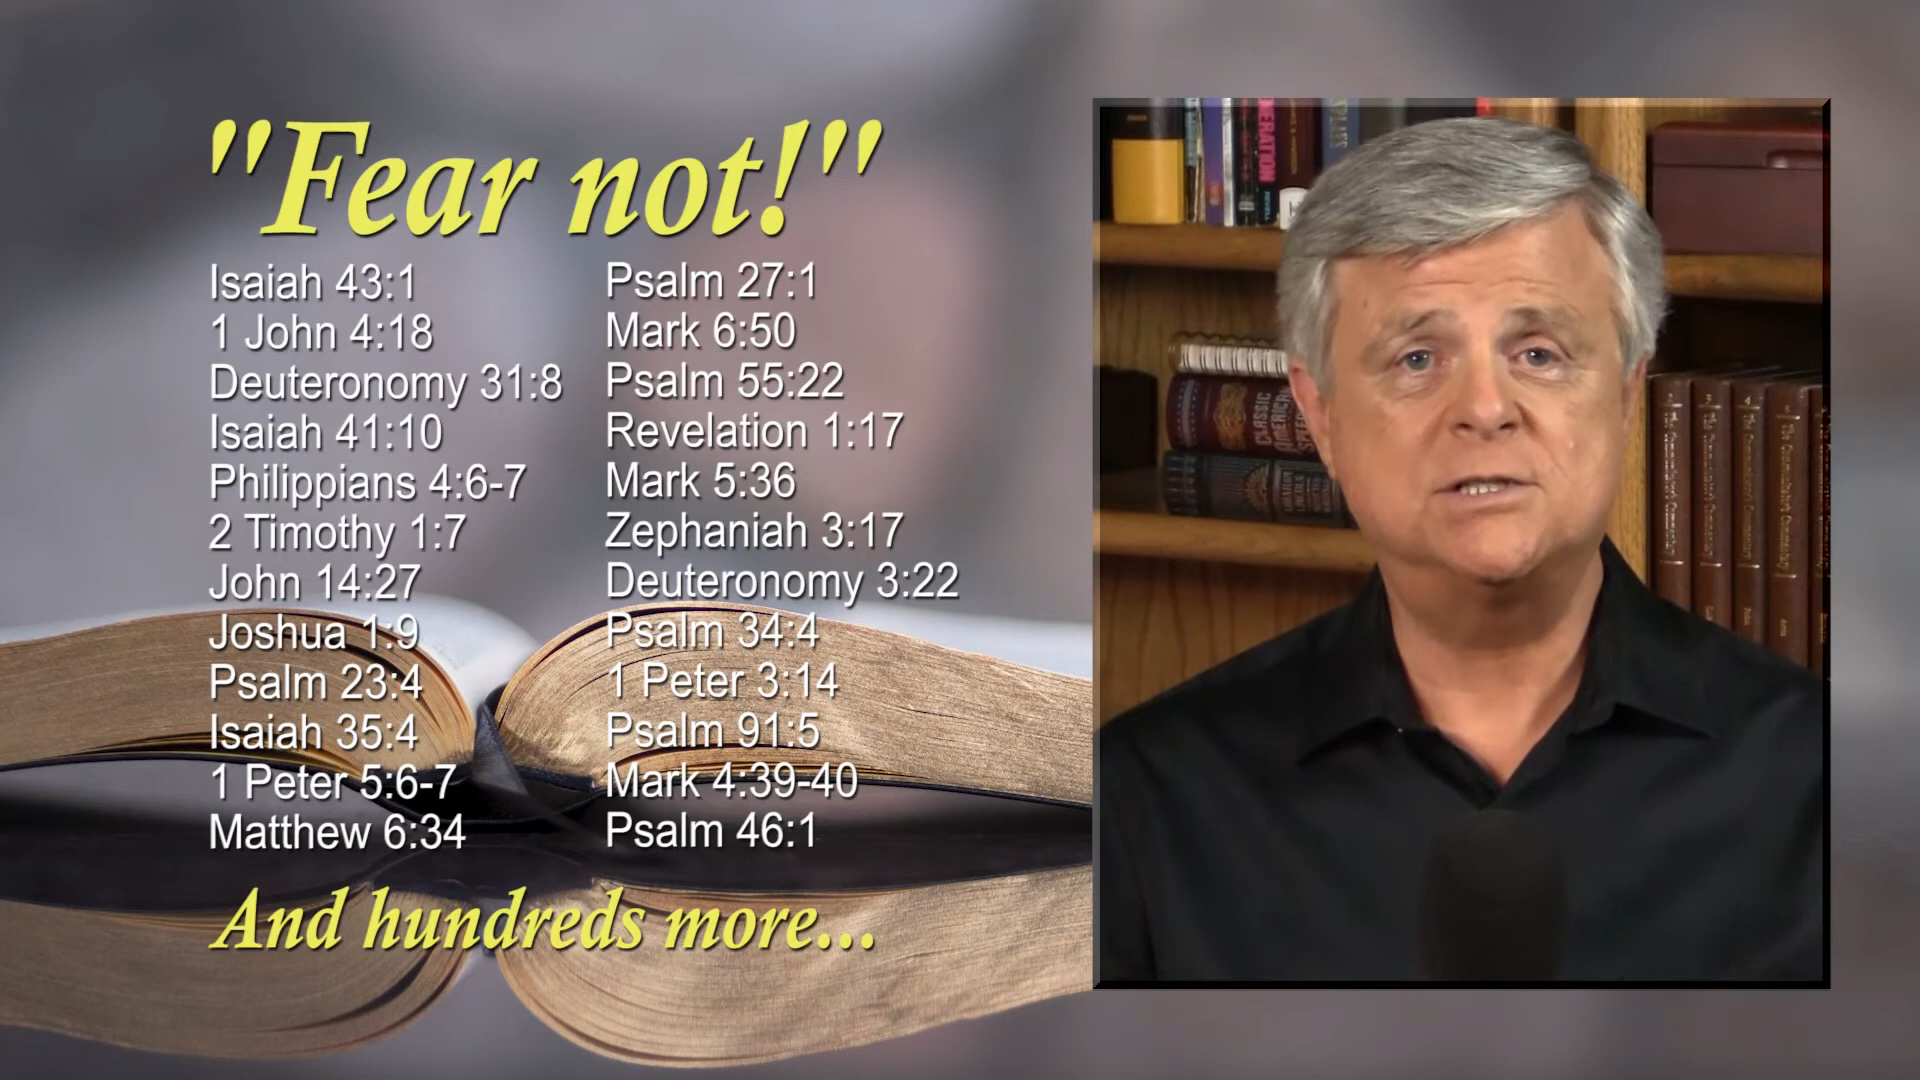 "Fear not!"
Isaiah 43:1
1 John 4:18
Deuteronomy 31:8
Isaiah 41:10
Philippians 4:6-7
2 Timothy 1:7
John 14:27
Joshua 1:9
Psalm 23:4
Isaiah 35:4
1 Peter 5:6-7
Matthew 6:34
Psalm 27:1
Mark 6:50
Psalm 55:22
Revelation 1:17
Mark 5:36
Zephaniah 3:17
Deuteronomy 3:22
Psalm 34:4
1 Peter 3:14
Psalm 91:5
Mark 4:39-40
Psalm 46:1
And hundreds more...
CLASSIC
AMERICAN